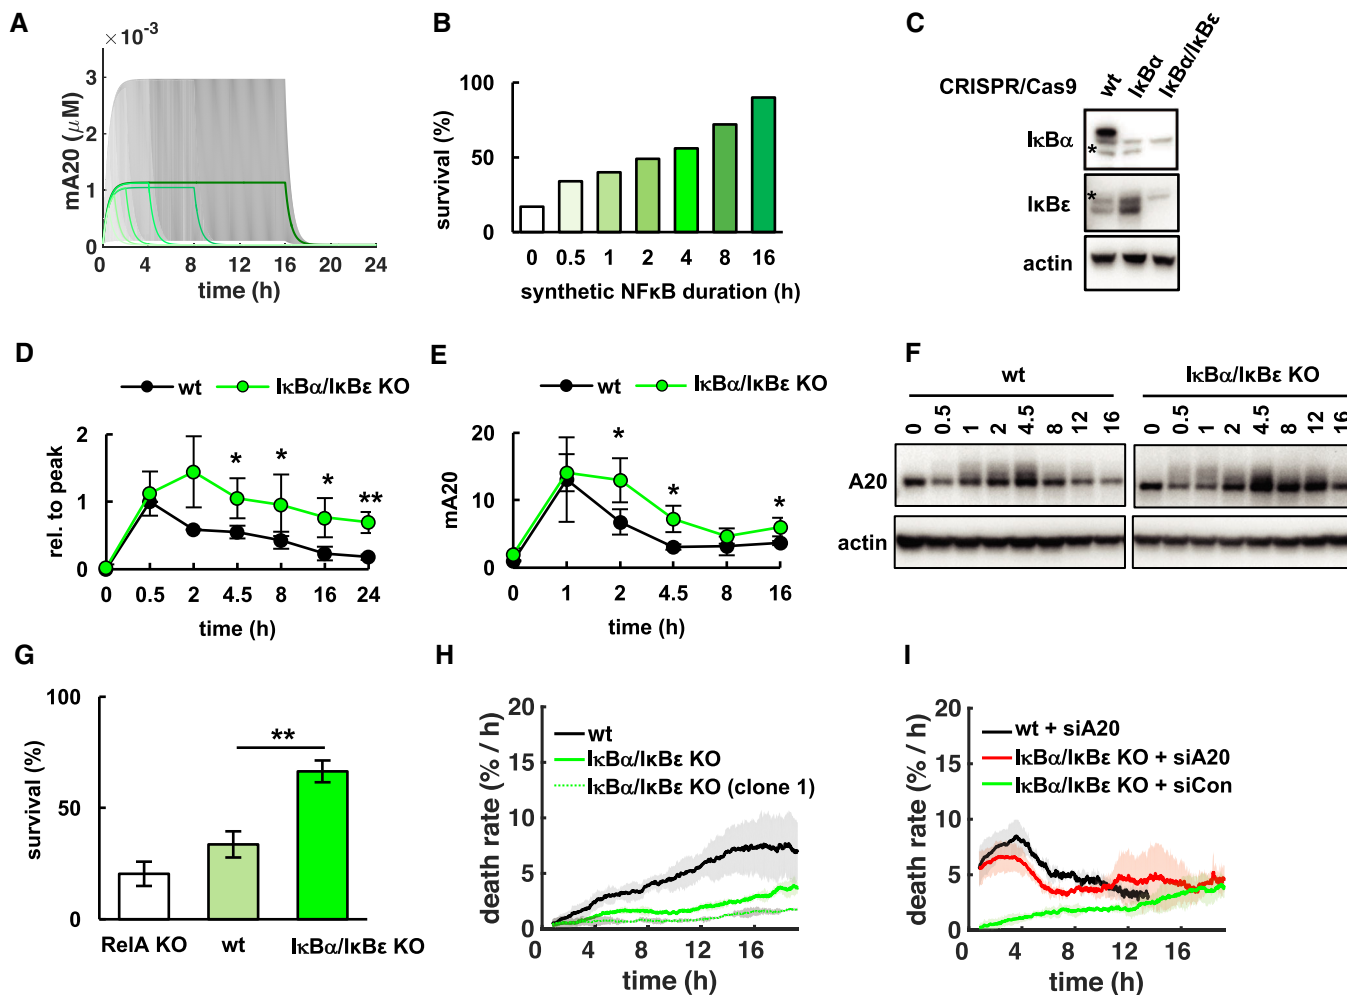 A
× 10⁻³
mA20 (μM)
3
2
1
0
0 4 8 12 16 20 24
time (h)
B
survival (%)
100
50
0
0 0.5 1 2 4 8 16
synthetic NFκB duration (h)
C
CRISPR/Cas9
wt
IκBα
IκBα/IκBε
IκBα
*
IκBε
*
actin
D
wt IκBα/IκBε KO
rel. to peak
2
1
0
* * * **
0 0.5 2 4.5 8 16 24
time (h)
E
wt IκBα/IκBε KO
mA20
20
10
0
* * *
0 1 2 4.5 8 16
time (h)
F
wt IκBα/IκBε KO
0 0.5 1 2 4.5 8 12 16 0 0.5 1 2 4.5 8 12 16
A20
actin
G
survival (%)
100
50
0
**
RelA KO wt IκBα/IκBε KO
H
death rate (% / h)
20
15
10
5
0
wt
IκBα/IκBε KO
IκBα/IκBε KO (clone 1)
0 4 8 12 16
time (h)
I
death rate (% / h)
20
15
10
5
0
wt + siA20
IκBα/IκBε KO + siA20
IκBα/IκBε KO + siCon
0 4 8 12 16
time (h)